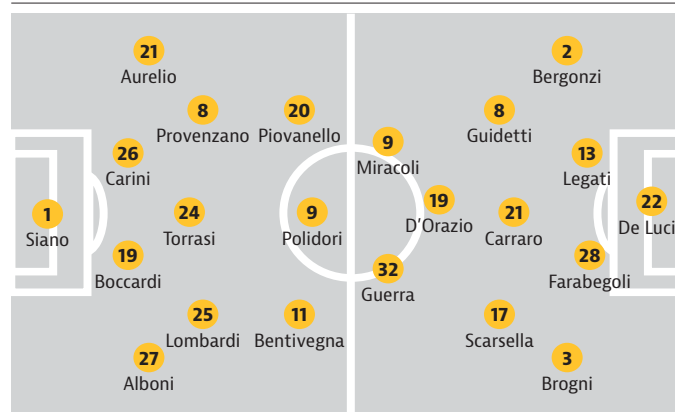 21
Aurelio
8
Provenzano
20
Piovanello
26
Carini
1
Siano
24
Torrasi
9
Polidori
19
Boccardi
25
Lombardi
11
Bentivegna
27
Alboni
2
Bergonzi
8
Guidetti
9
Miracoli
13
Legati
19
D'Orazio
21
Carraro
22
De Luci
32
Guerra
28
Farabegoli
17
Scarsella
3
Brogni